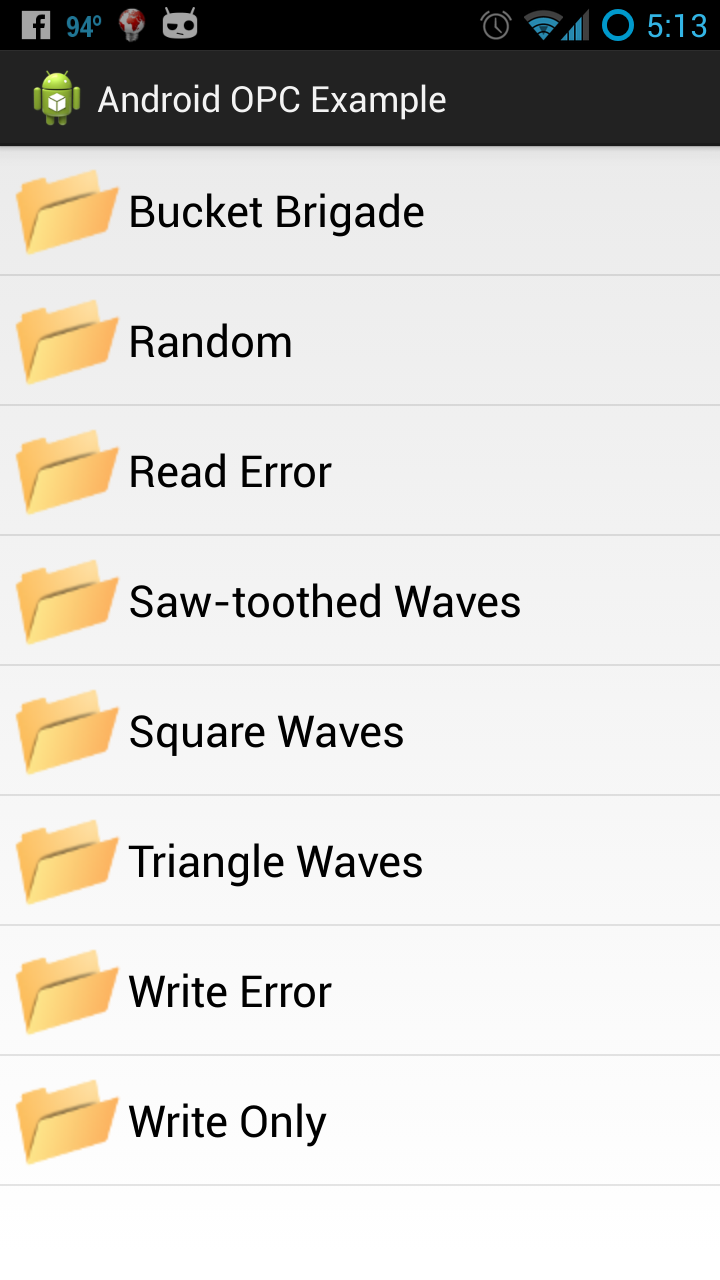 94º 5:13
Android OPC Example
Bucket Brigade
Random
Read Error
Saw-toothed Waves
Square Waves
Triangle Waves
Write Error
Write Only